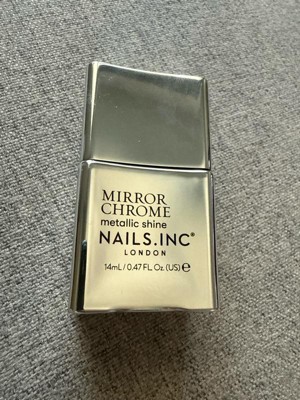 MIRROR
CHROME
metallic shine
NAILS.INC®
LONDON
14mL / 0.47 FL. Oz. (US) ℮